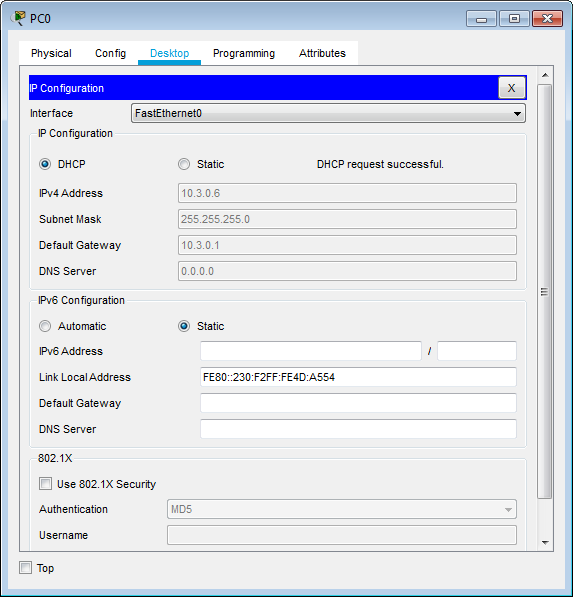 PC0
Physical Config Desktop Programming Attributes
IP Configuration X
Interface FastEthernet0
IP Configuration
DHCP Static DHCP request successful.
IPv4 Address 10.3.0.6
Subnet Mask 255.255.255.0
Default Gateway 10.3.0.1
DNS Server 0.0.0.0
IPv6 Configuration
Automatic Static
IPv6 Address /
Link Local Address FE80::230:F2FF:FE4D:A554
Default Gateway
DNS Server
802.1X
Use 802.1X Security
Authentication MD5
Username
Top